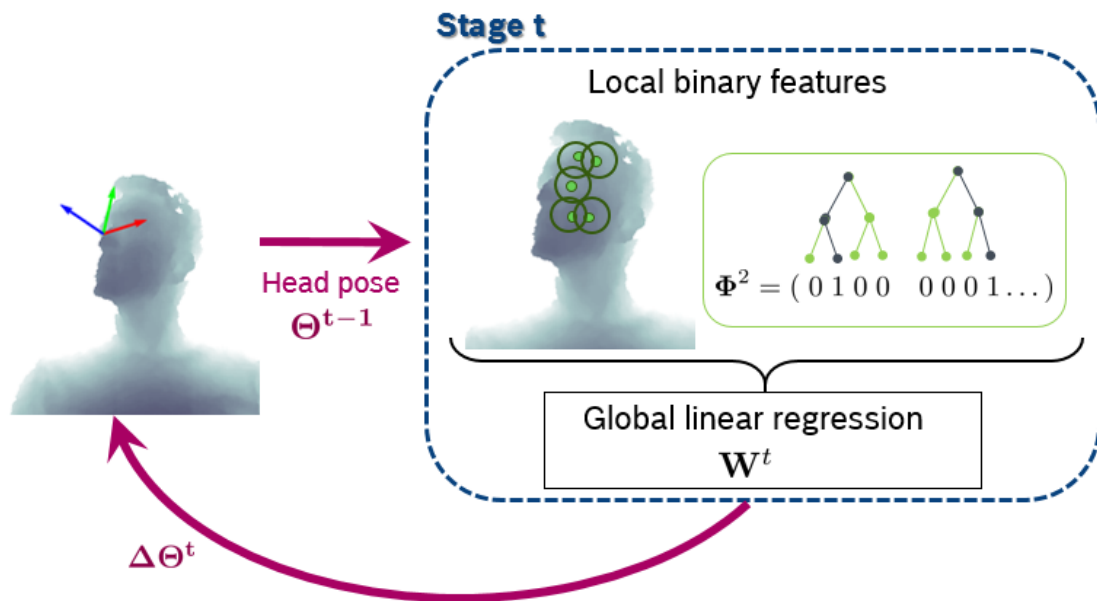 Stage t
Local binary features
Head pose
Θ^{t−1}
Φ² = ( 0 1 0 0 0 0 0 1 ... )
Global linear regression
W^t
ΔΘ^t